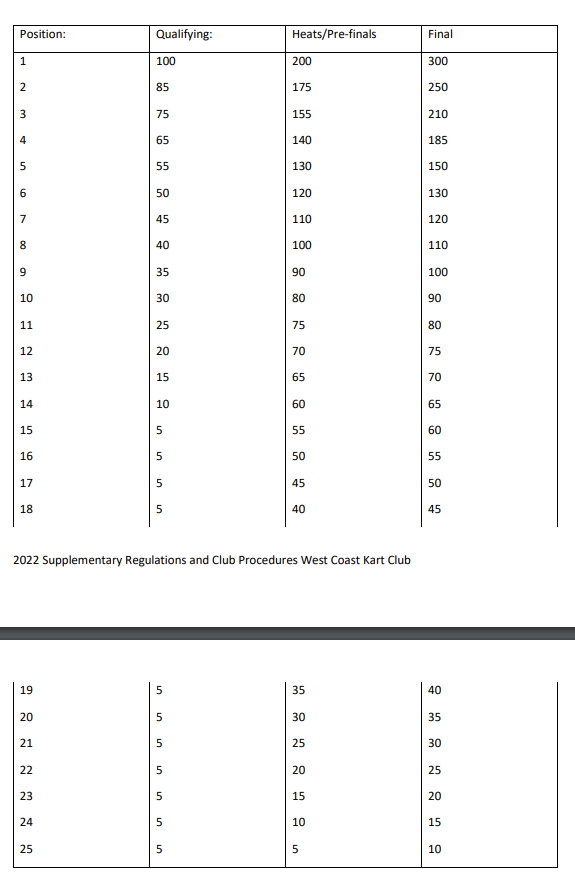 Position: Qualifying: Heats/Pre-finals Final
1 100 200 300
2 85 175 250
3 75 155 210
4 65 140 185
5 55 130 150
6 50 120 130
7 45 110 120
8 40 100 110
9 35 90 100
10 30 80 90
11 25 75 80
12 20 70 75
13 15 65 70
14 10 60 65
15 5 55 60
16 5 50 55
17 5 45 50
18 5 40 45
2022 Supplementary Regulations and Club Procedures West Coast Kart Club
19 5 35 40
20 5 30 35
21 5 25 30
22 5 20 25
23 5 15 20
24 5 10 15
25 5 5 10